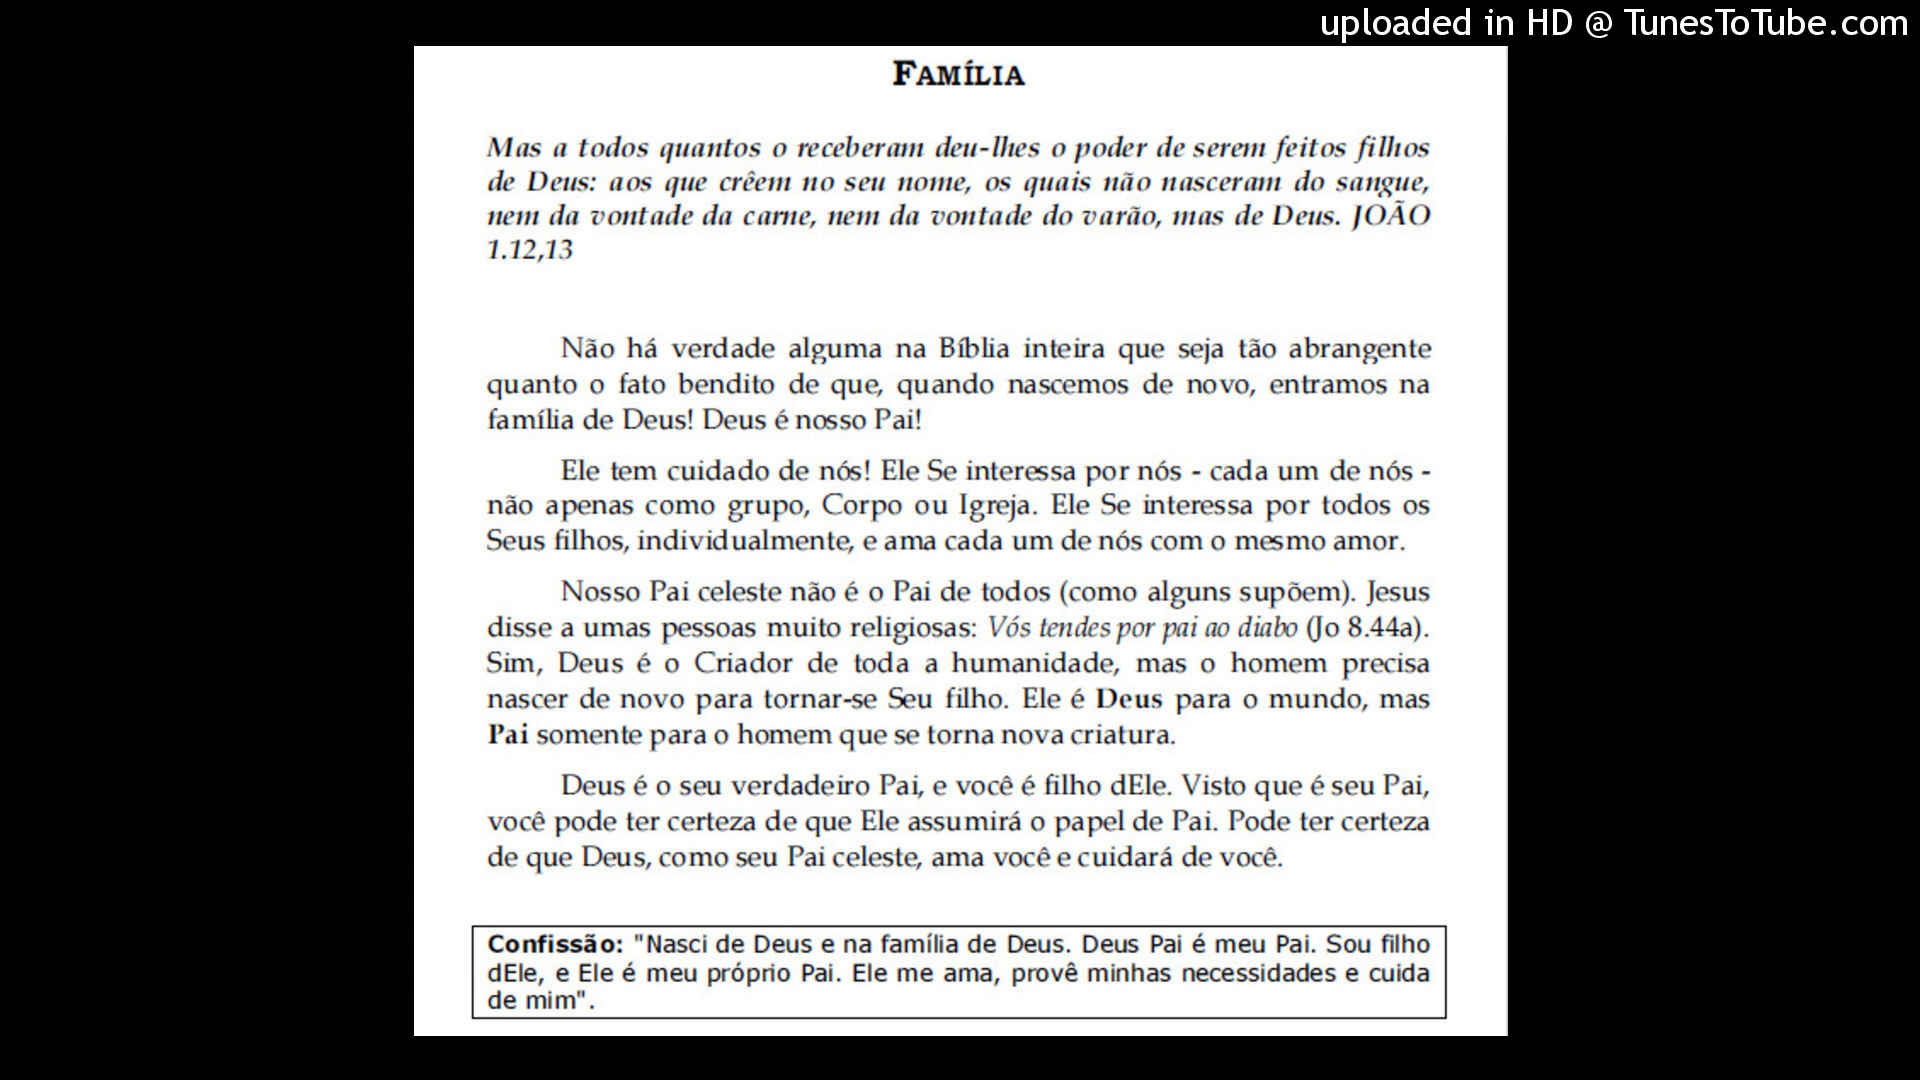 uploaded in HD @ TunesToTube.com
FAMÍLIA
Mas a todos quantos o receberam deu-lhes o poder de serem feitos filhos
de Deus: aos que crêem no seu nome, os quais não nasceram do sangue,
nem da vontade da carne, nem da vontade do varão, mas de Deus. JOÃO
1.12,13
Não há verdade alguma na Bíblia inteira que seja tão abrangente
quanto o fato bendito de que, quando nascemos de novo, entramos na
família de Deus! Deus é nosso Pai!
Ele tem cuidado de nós! Ele Se interessa por nós - cada um de nós -
não apenas como grupo, Corpo ou Igreja. Ele Se interessa por todos os
Seus filhos, individualmente, e ama cada um de nós com o mesmo amor.
Nosso Pai celeste não é o Pai de todos (como alguns supõem). Jesus
disse a umas pessoas muito religiosas: Vós tendes por pai ao diabo (Jo 8.44a).
Sim, Deus é o Criador de toda a humanidade, mas o homem precisa
nascer de novo para tornar-se Seu filho. Ele é Deus para o mundo, mas
Pai somente para o homem que se torna nova criatura.
Deus é o seu verdadeiro Pai, e você é filho dEle. Visto que é seu Pai,
você pode ter certeza de que Ele assumirá o papel de Pai. Pode ter certeza
de que Deus, como seu Pai celeste, ama você e cuidará de você.
Confissão: "Nasci de Deus e na família de Deus. Deus Pai é meu Pai. Sou filho
dEle, e Ele é meu próprio Pai. Ele me ama, provê minhas necessidades e cuida
de mim".